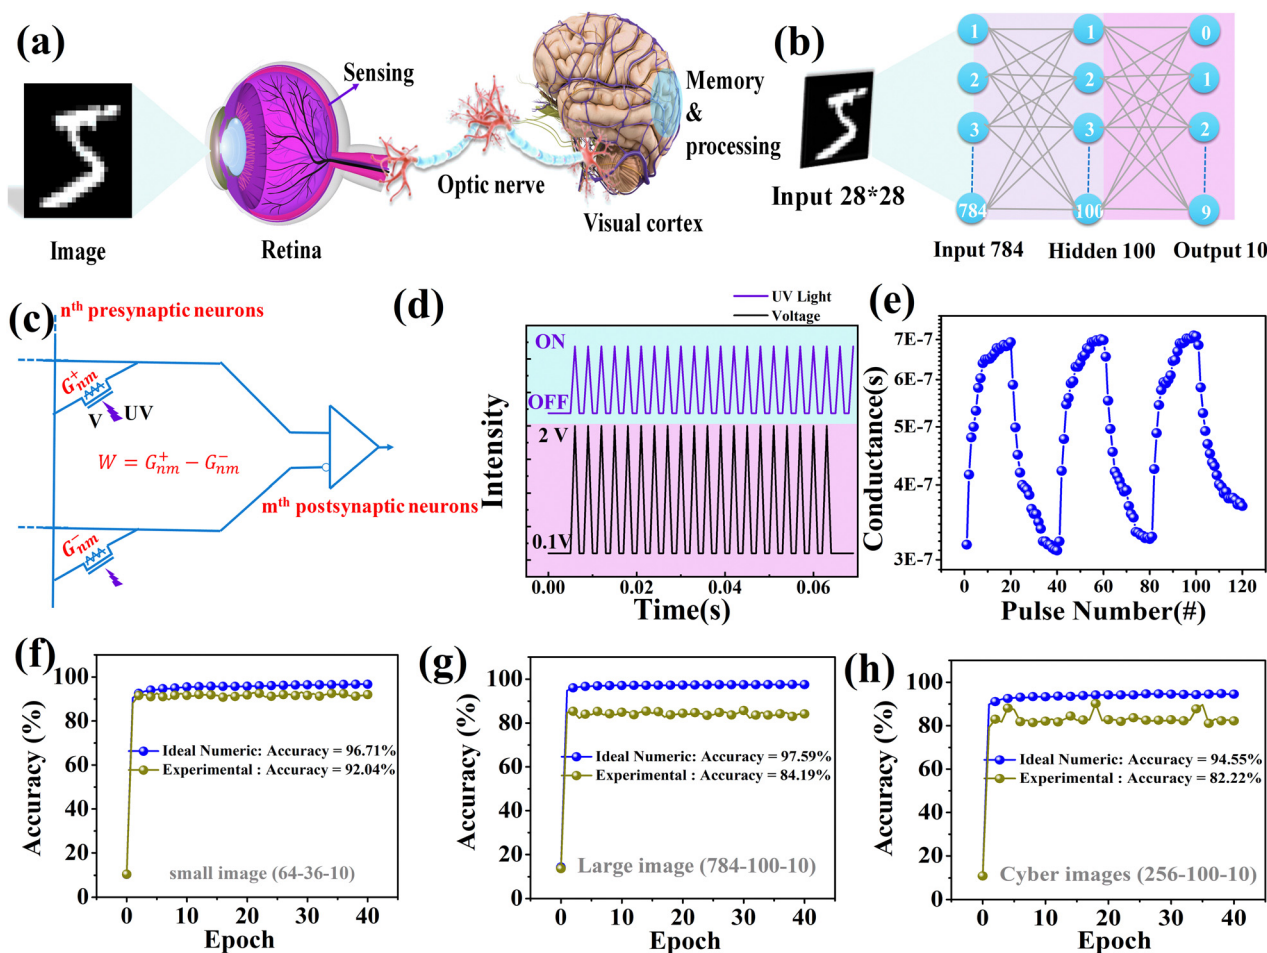 (a)
Sensing
Memory
&
processing
Optic nerve
Visual cortex
Image
Retina
(b)
1
1
0
2
2
1
3
3
2
784
100
9
Input 28*28
Input 784
Hidden 100
Output 10
(c)
nth presynaptic neurons
G+nm
V
UV
W = G+nm − G−nm
mth postsynaptic neurons
G−nm
(d)
UV Light
Voltage
ON
OFF
2 V
0.1V
Intensity
0.00
0.02
0.04
0.06
Time(s)
(e)
7E-7
6E-7
5E-7
4E-7
3E-7
Conductance(s)
0
20
40
60
80
100
120
Pulse Number(#)
(f)
100
80
60
40
20
0
Accuracy (%)
Ideal Numeric: Accuracy = 96.71%
Experimental : Accuracy = 92.04%
small image (64-36-10)
0
10
20
30
40
Epoch
(g)
100
80
60
40
20
0
Accuracy (%)
Ideal Numeric: Accuracy = 97.59%
Experimental : Accuracy = 84.19%
Large image (784-100-10)
0
10
20
30
40
Epoch
(h)
100
80
60
40
20
0
Accuracy (%)
Ideal Numeric: Accuracy = 94.55%
Experimental : Accuracy = 82.22%
Cyber images (256-100-10)
0
10
20
30
40
Epoch